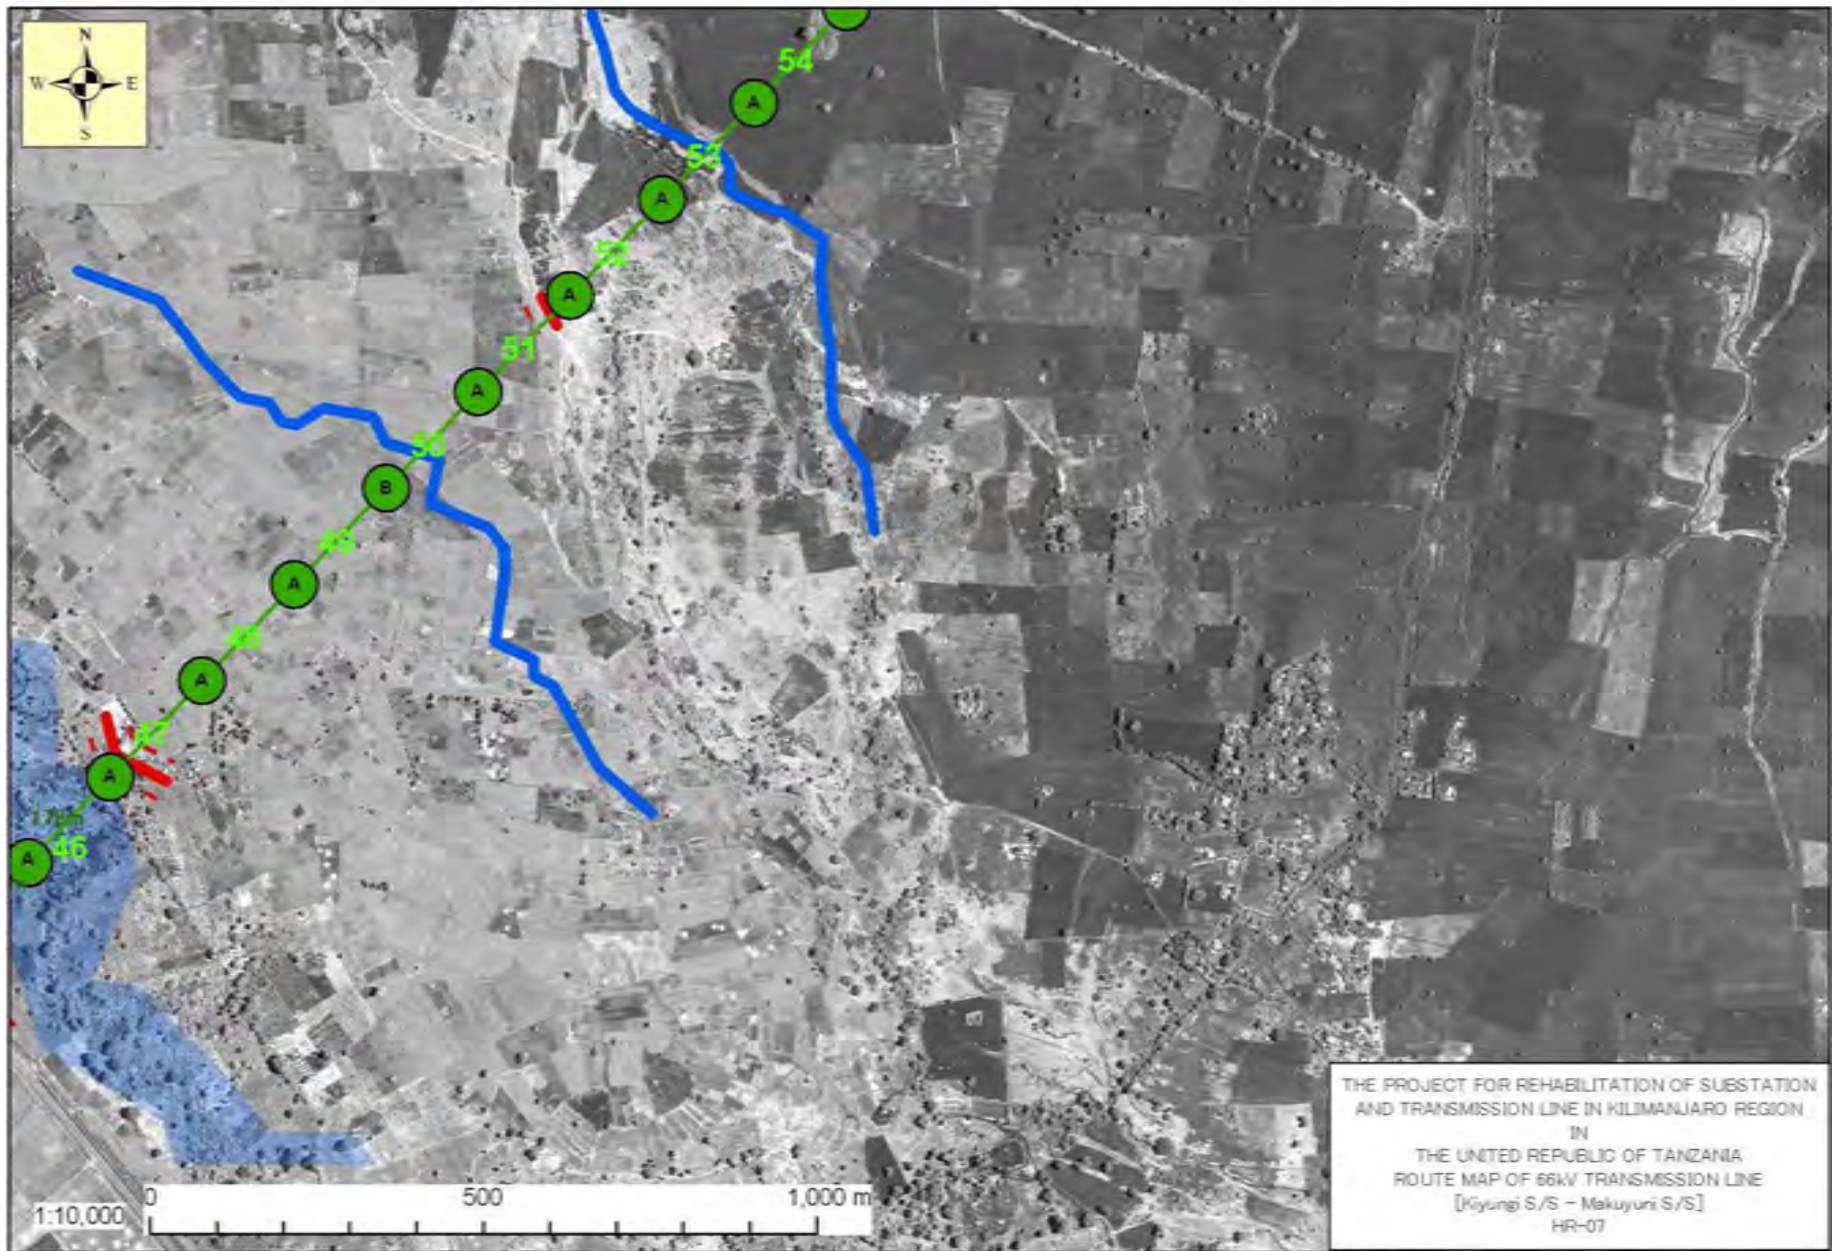 N
W E
S
54
A
53
A
52
A
51
A
50
B
49
A
48
A
47
A
46
A
1:10,000
0 500 1,000 m
THE PROJECT FOR REHABILITATION OF SUBSTATION
AND TRANSMISSION LINE IN KILIMANJARO REGION
IN
THE UNITED REPUBLIC OF TANZANIA
ROUTE MAP OF 66kV TRANSMISSION LINE
[Kiyungi S/S - Makuyuni S/S]
HR-07